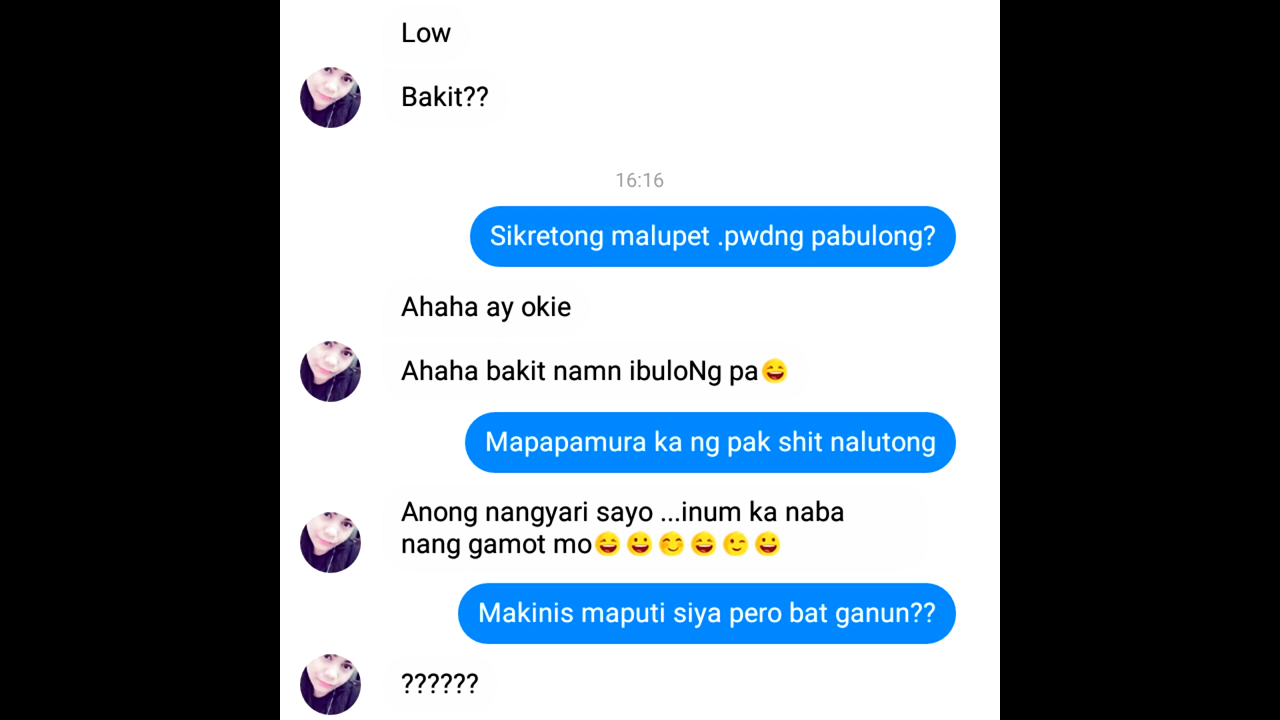 Low
Bakit??
16:16
Sikretong malupet .pwdng pabulong?
Ahaha ay okie
Ahaha bakit namn ibuloNg pa😄
Mapapamura ka ng pak shit nalutong
Anong nangyari sayo ...inum ka naba
nang gamot mo😄😀😊😄😉😀
Makinis maputi siya pero bat ganun??
??????